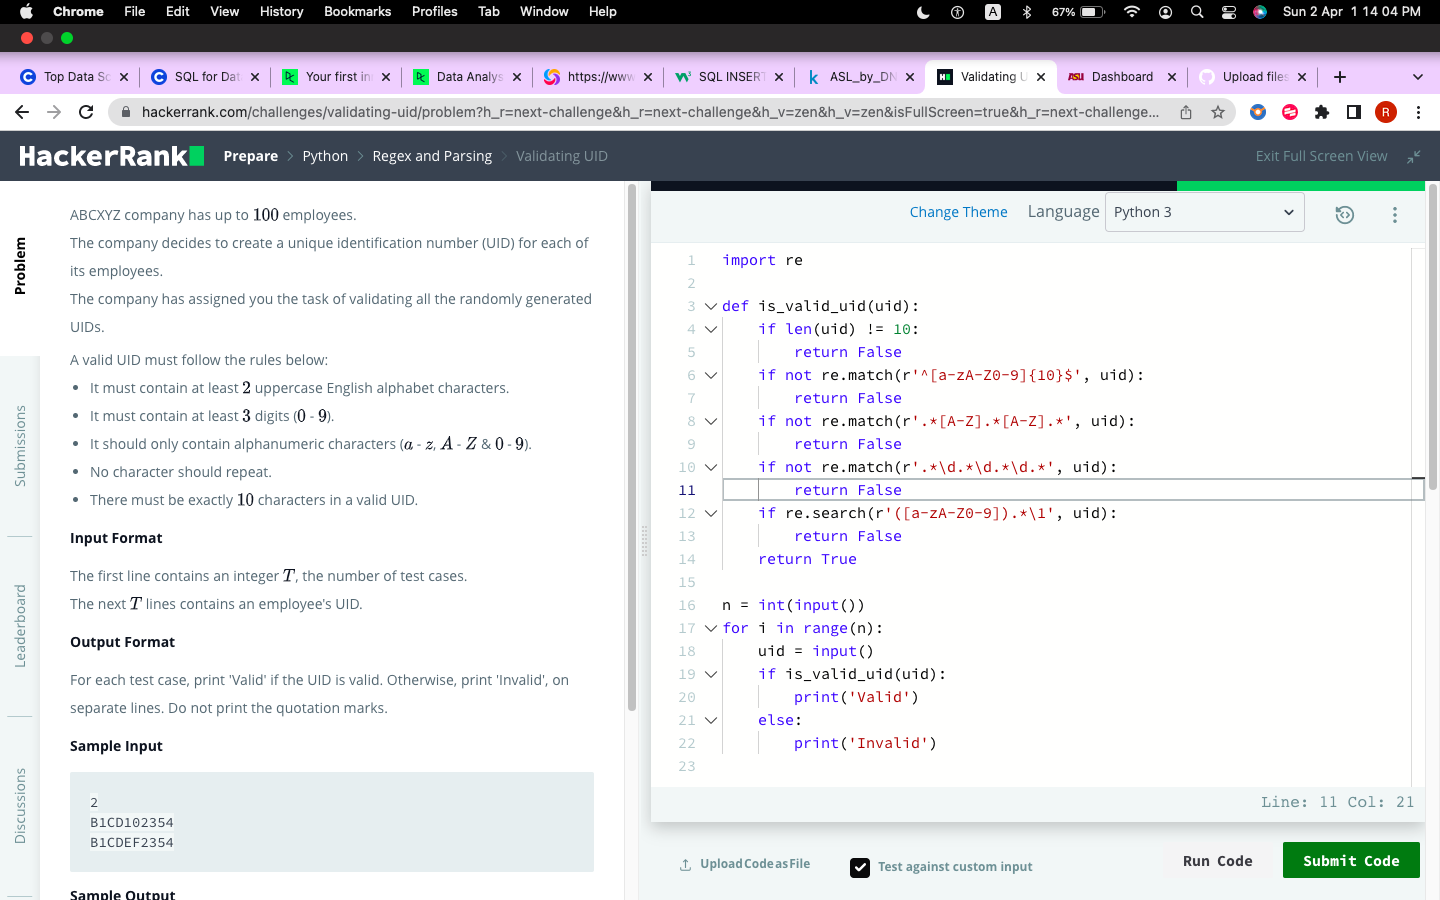 Chrome File Edit View History Bookmarks Profiles Tab Window Help A 67% Sun 2 Apr 1 14 04 PM
Top Data Sc SQL for Dat Your first in Data Analys https://www SQL INSERT ASL_by_DN Validating U Dashboard Upload files
hackerrank.com/challenges/validating-uid/problem?h_r=next-challenge&h_r=next-challenge&h_v=zen&h_v=zen&isFullScreen=true&h_r=next-challenge... R
HackerRank Prepare > Python > Regex and Parsing > Validating UID Exit Full Screen View
Problem
Submissions
Leaderboard
Discussions
ABCXYZ company has up to 100 employees.
The company decides to create a unique identification number (UID) for each of
its employees.
The company has assigned you the task of validating all the randomly generated
UIDs.
A valid UID must follow the rules below:
• It must contain at least 2 uppercase English alphabet characters.
• It must contain at least 3 digits (0 - 9).
• It should only contain alphanumeric characters (a - z, A - Z & 0 - 9).
• No character should repeat.
• There must be exactly 10 characters in a valid UID.
Input Format
The first line contains an integer T, the number of test cases.
The next T lines contains an employee's UID.
Output Format
For each test case, print 'Valid' if the UID is valid. Otherwise, print 'Invalid', on
separate lines. Do not print the quotation marks.
Sample Input
2
B1CD102354
B1CDEF2354
Sample Output
Change Theme Language Python 3
1 import re
2
3 def is_valid_uid(uid):
4     if len(uid) != 10:
5         return False
6     if not re.match(r'^[a-zA-Z0-9]{10}$', uid):
7         return False
8     if not re.match(r'.*[A-Z].*[A-Z].*', uid):
9         return False
10     if not re.match(r'.*\d.*\d.*\d.*', uid):
11         return False
12     if re.search(r'([a-zA-Z0-9]).*\1', uid):
13         return False
14     return True
15
16 n = int(input())
17 for i in range(n):
18     uid = input()
19     if is_valid_uid(uid):
20         print('Valid')
21     else:
22         print('Invalid')
23
Line: 11 Col: 21
Upload Code as File Test against custom input Run Code Submit Code